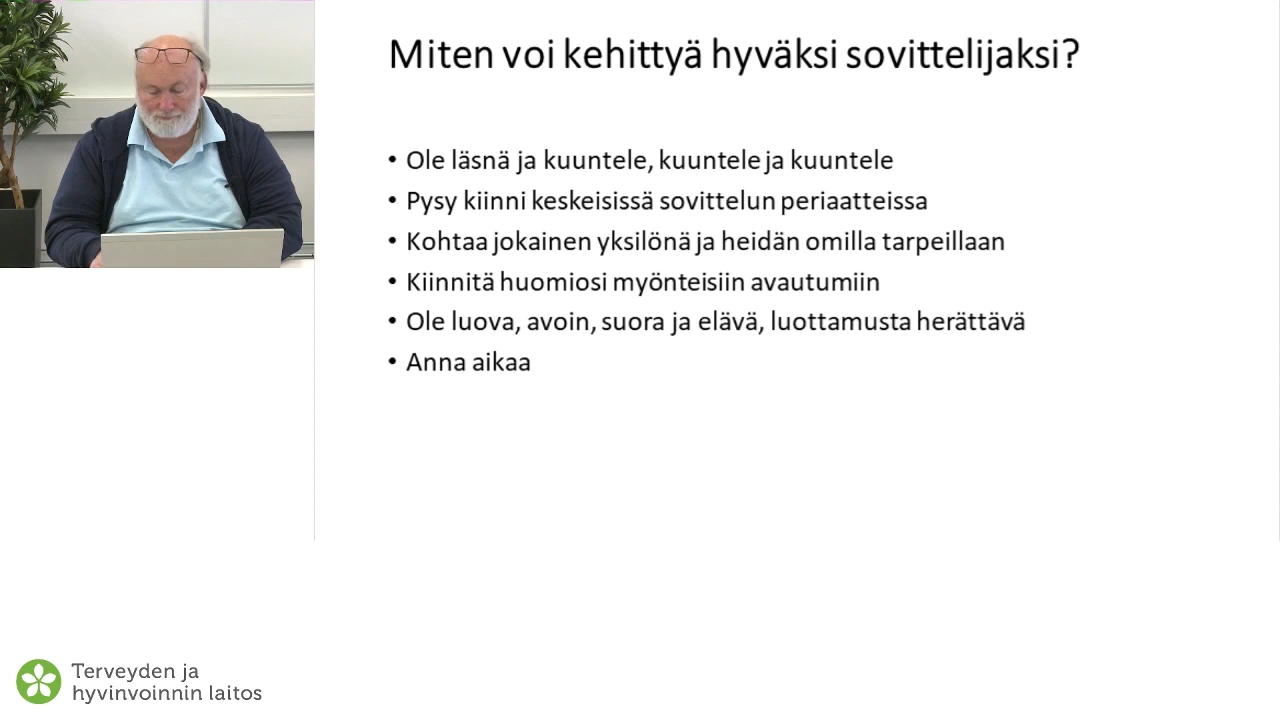 Miten voi kehittyä hyväksi sovittelijaksi?
• Ole läsnä ja kuuntele, kuuntele ja kuuntele
• Pysy kiinni keskeisissä sovittelun periaatteissa
• Kohtaa jokainen yksilönä ja heidän omilla tarpeillaan
• Kiinnitä huomiosi myönteisiin avautumiin
• Ole luova, avoin, suora ja elävä, luottamusta herättävä
• Anna aikaa
Terveyden ja
hyvinvoinnin laitos